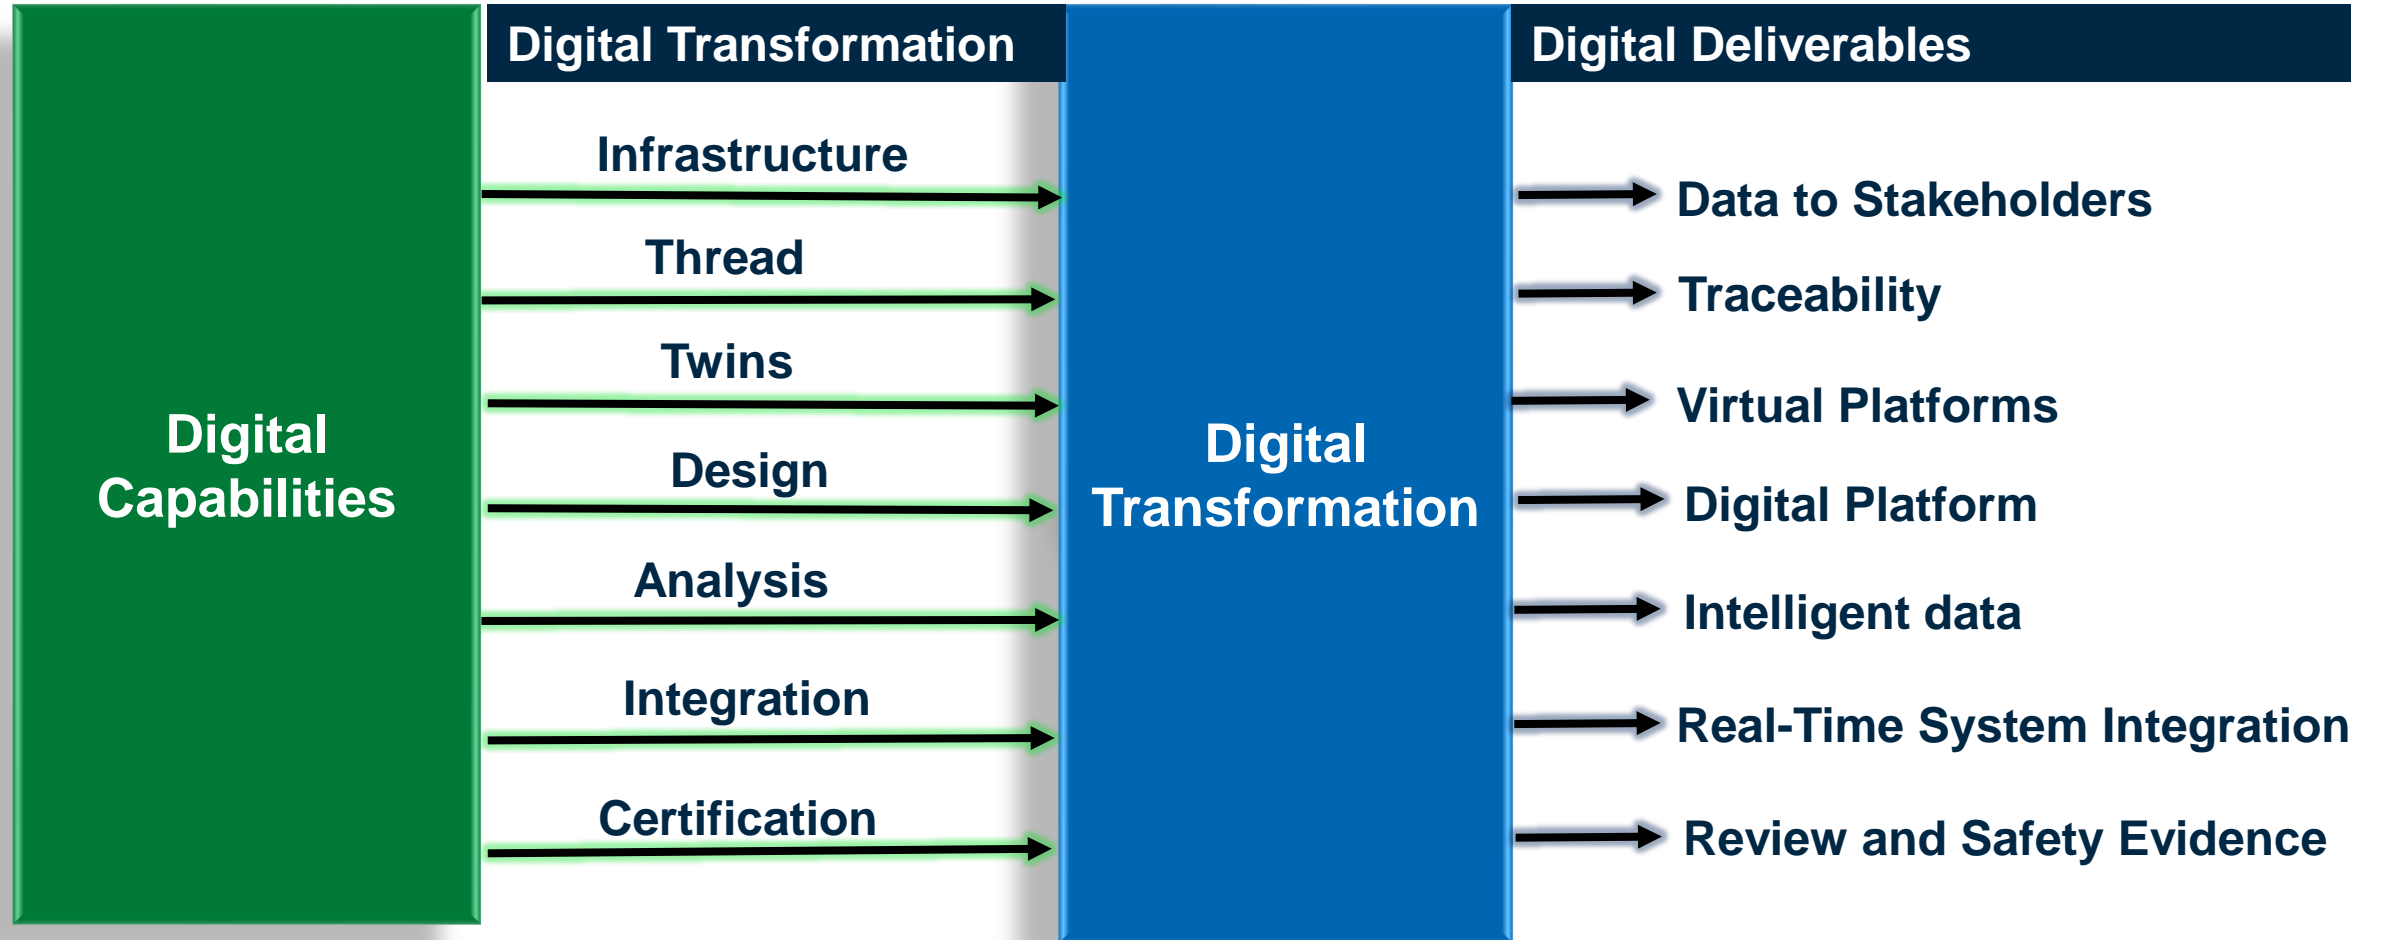 Digital Transformation
Digital Deliverables
Digital
Capabilities
Infrastructure
Thread
Twins
Design
Analysis
Integration
Certification
Digital
Transformation
Data to Stakeholders
Traceability
Virtual Platforms
Digital Platform
Intelligent data
Real-Time System Integration
Review and Safety Evidence